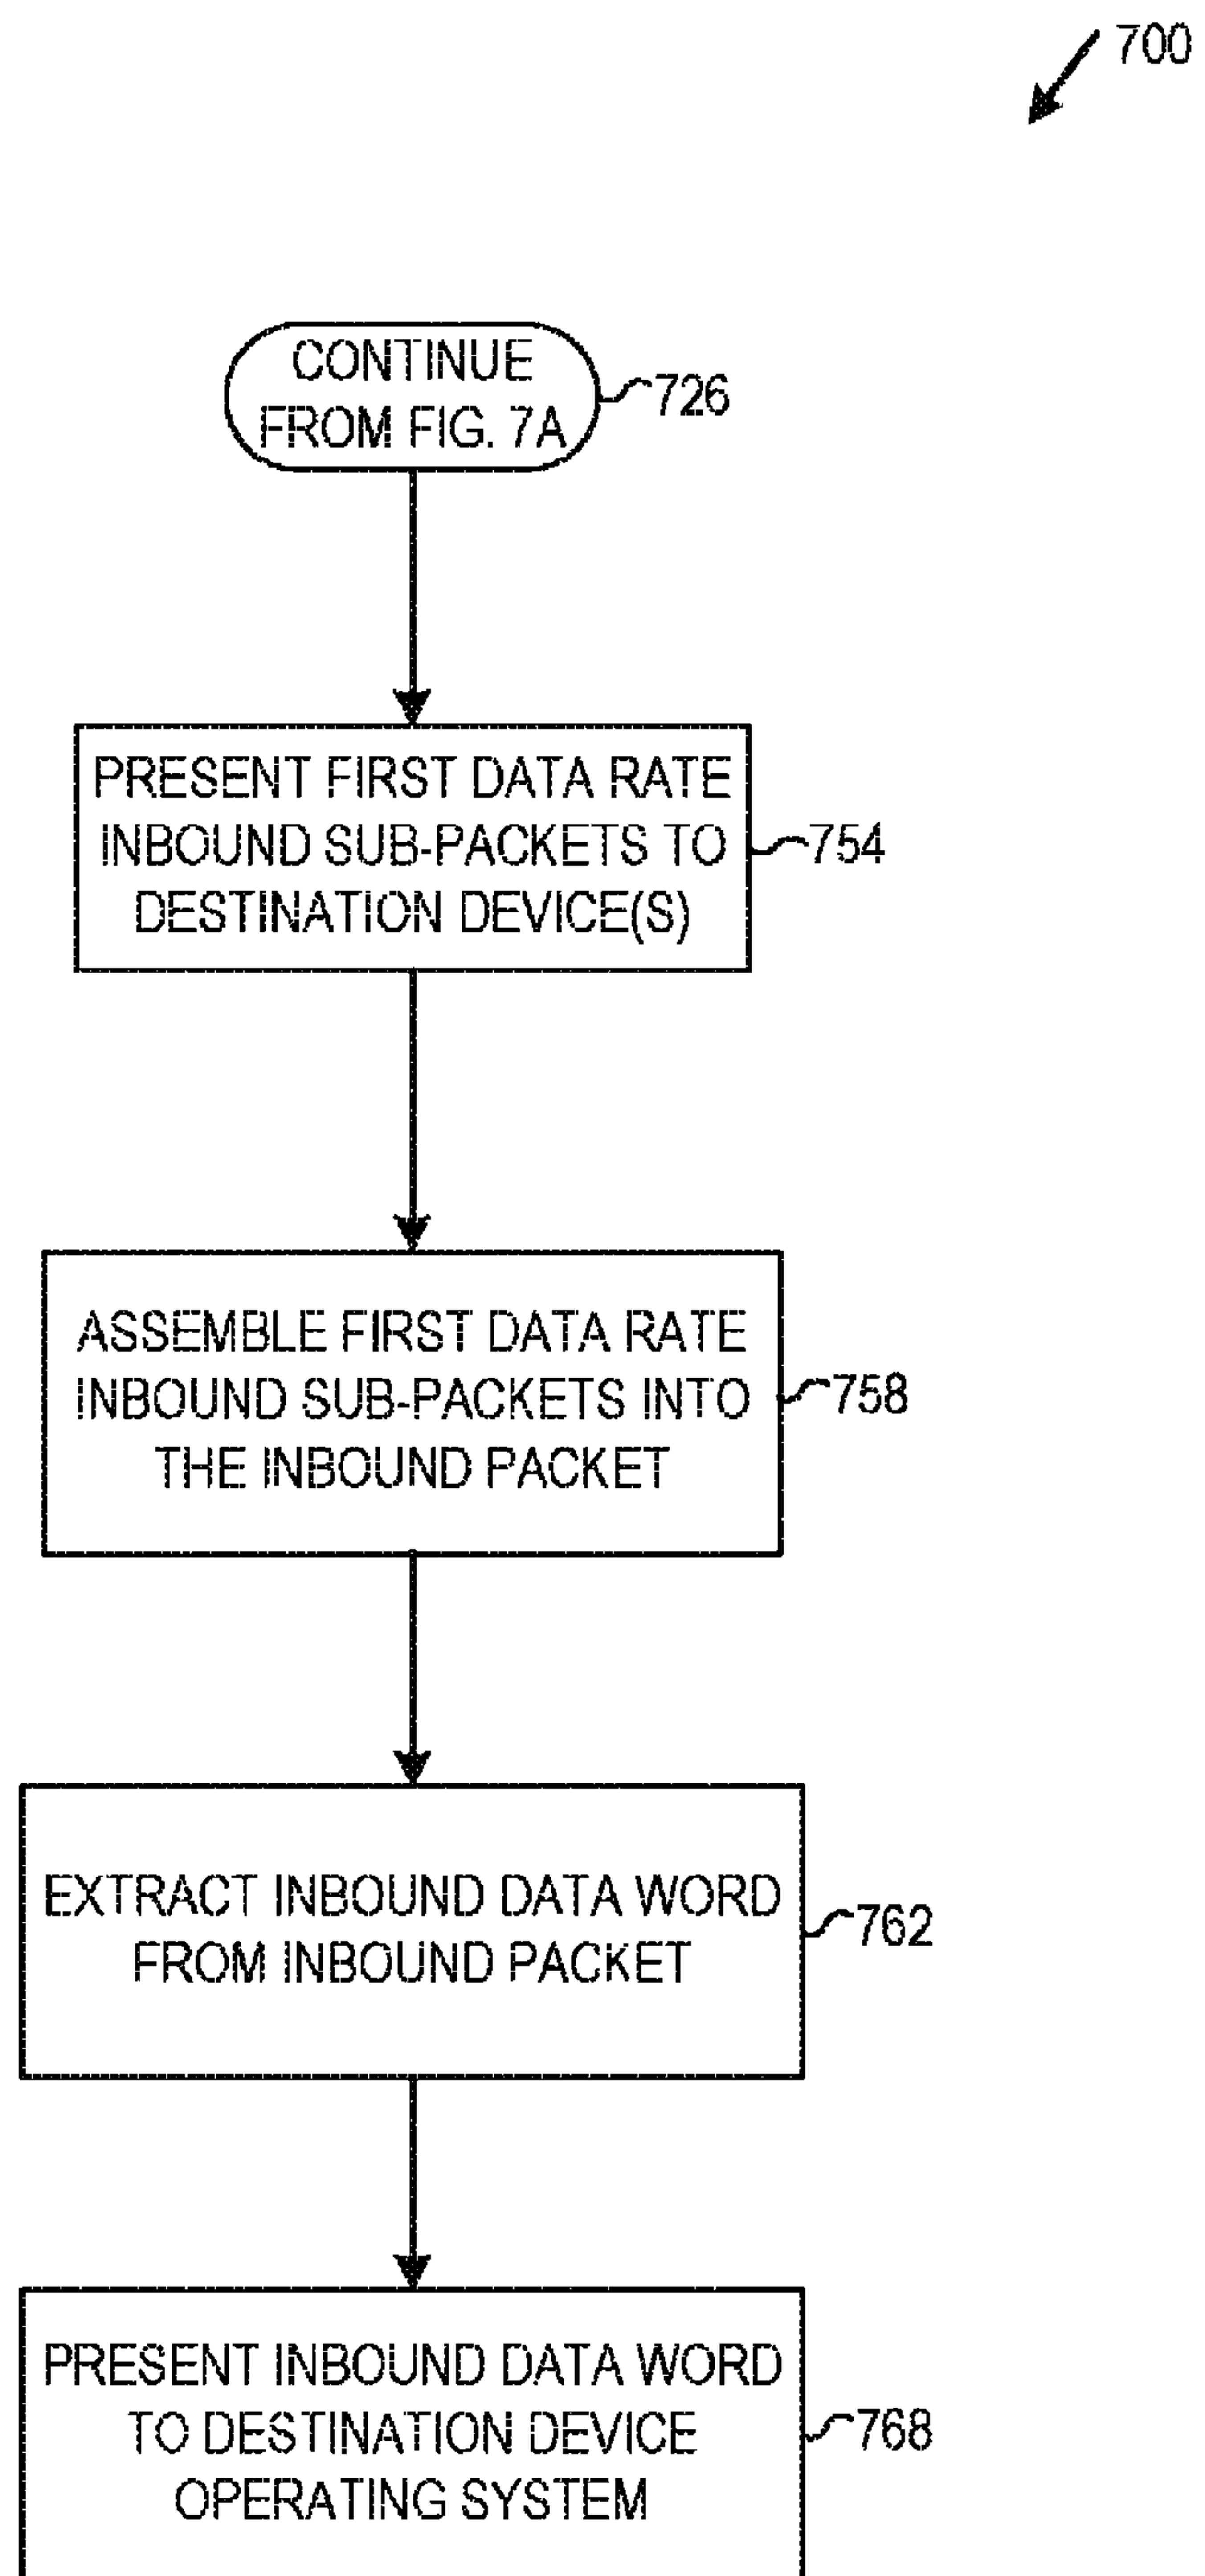 700
CONTINUE
FROM FIG. 7A
726
PRESENT FIRST DATA RATE
INBOUND SUB-PACKETS TO
DESTINATION DEVICE(S)
754
ASSEMBLE FIRST DATA RATE
INBOUND SUB-PACKETS INTO
THE INBOUND PACKET
758
EXTRACT INBOUND DATA WORD
FROM INBOUND PACKET
762
PRESENT INBOUND DATA WORD
TO DESTINATION DEVICE
OPERATING SYSTEM
768